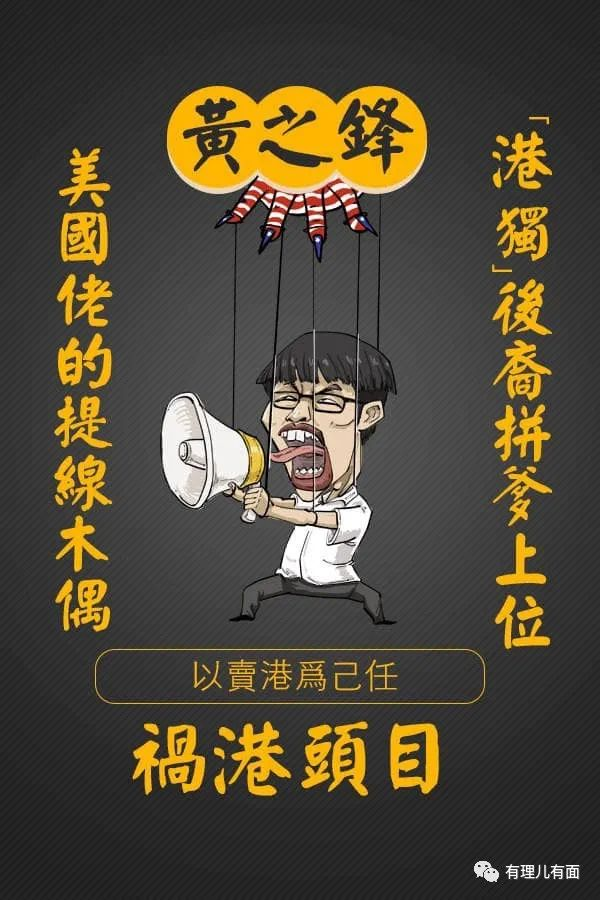 黃之鋒
「港獨」後裔拼爹上位
美國佬的提線木偶
以賣港爲己任
禍港頭目
有理儿有面